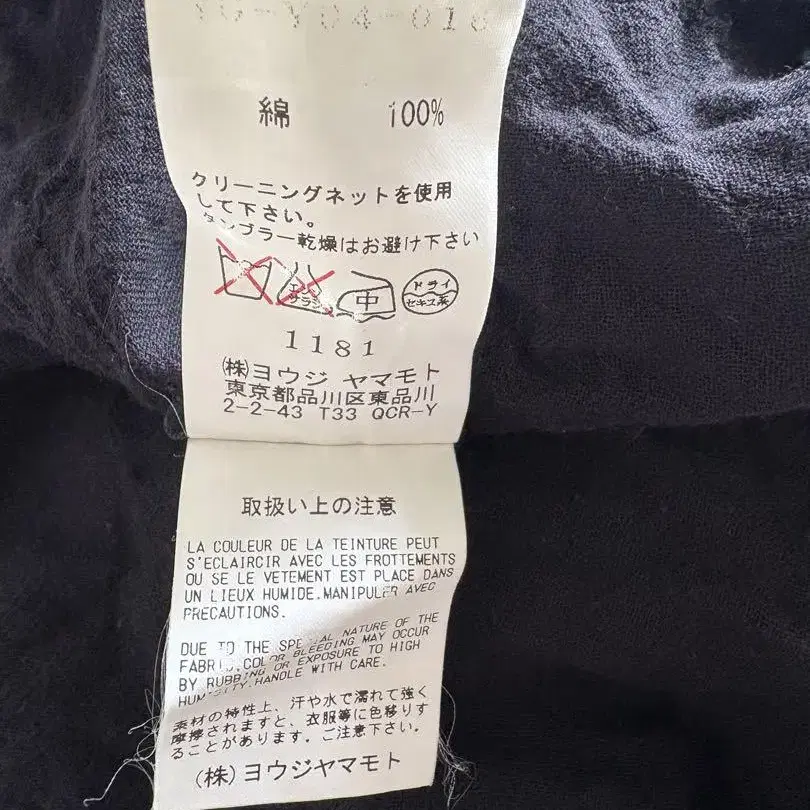 綿 100%
クリーニングネットを使用
して下さい。
タンブラー乾燥はお避け下さい
エンソ
サラシ
中
ドライ
セキユ系
1181
(株)ヨウジ ヤマモト
東京都品川区東品川
2-2-43 T33 QCR-Y
取扱い上の注意
LA COULEUR DE LA TEINTURE PEUT
S'ECLAIRCIR AVEC LES FROTTEMENTS
OU SE LE VETEMENT EST PLACE DANS
UN LIEUX HUMIDE.MANIPULER AVEC
PRECAUTIONS.
DUE TO THE SPECIAL NATURE OF THE
FABRIC,COLOR BLEEDING MAY OCCUR
BY RUBBING OR EXPOSURE TO HIGH
HUMIDITY.HANDLE WITH CARE.
素材の特性上、汗や水で濡れて強く
摩擦されますと、衣服等に色移りす
ることがあります。ご注意下さい。
(株)ヨウジヤマモト